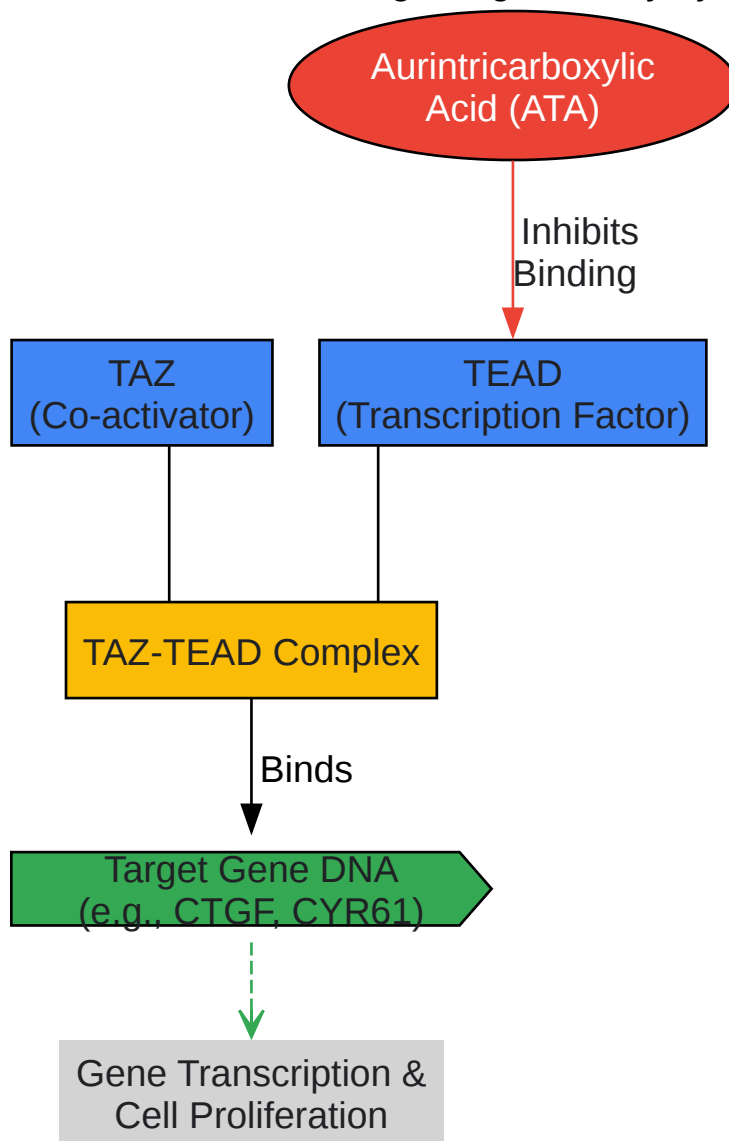 Aurintricarboxylic
Acid (ATA)
Inhibits
Binding
TAZ
(Co-activator)
TEAD
(Transcription Factor)
TAZ-TEAD Complex
Binds
Target Gene DNA
(e.g., CTGF, CYR61)
Gene Transcription &
Cell Proliferation